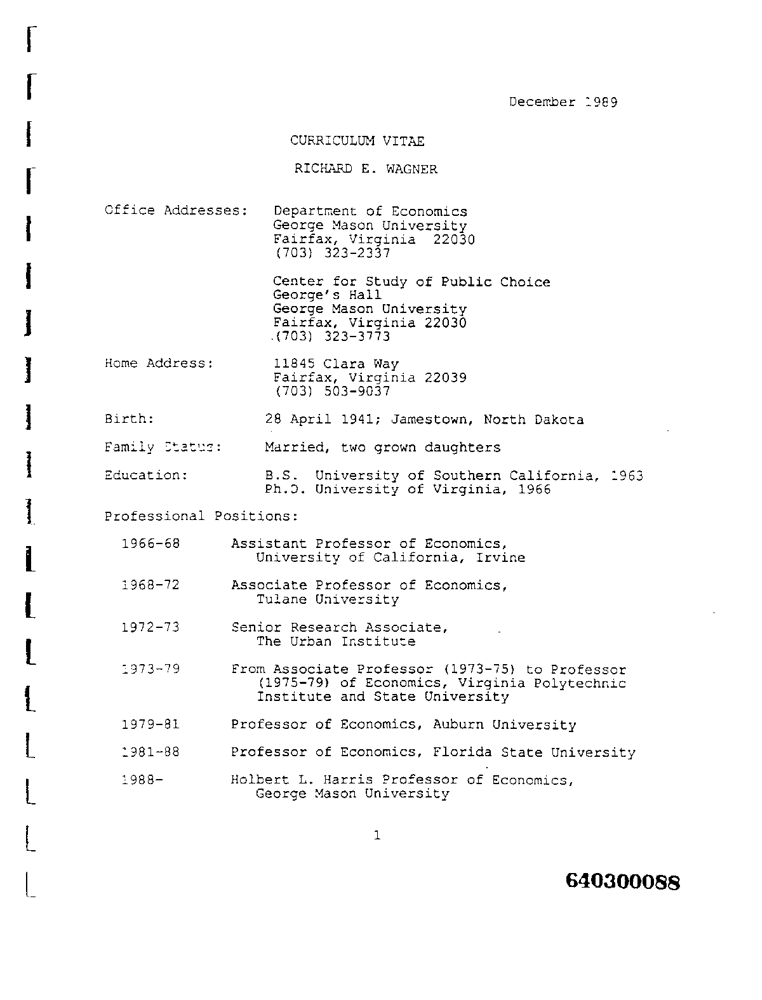 December 1989
CURRICULUM VITAE
RICHARD E. WAGNER
Office Addresses: Department of Economics
George Mason University
Fairfax, Virginia 22030
(703) 323-2337
Center for Study of Public Choice
George's Hall
George Mason University
Fairfax, Virginia 22030
(703) 323-3773
Home Address: 11845 Clara Way
Fairfax, Virginia 22039
(703) 503-9037
Birth: 28 April 1941; Jamestown, North Dakota
Family Status: Married, two grown daughters
Education: B.S. University of Southern California, 1963
Ph.D. University of Virginia, 1966
Professional Positions:
1966-68 Assistant Professor of Economics,
University of California, Irvine
1968-72 Associate Professor of Economics,
Tulane University
1972-73 Senior Research Associate,
The Urban Institute
1973-79 From Associate Professor (1973-75) to Professor
(1975-79) of Economics, Virginia Polytechnic
Institute and State University
1979-81 Professor of Economics, Auburn University
1981-88 Professor of Economics, Florida State University
1988- Holbert L. Harris Professor of Economics,
George Mason University
1
640300088